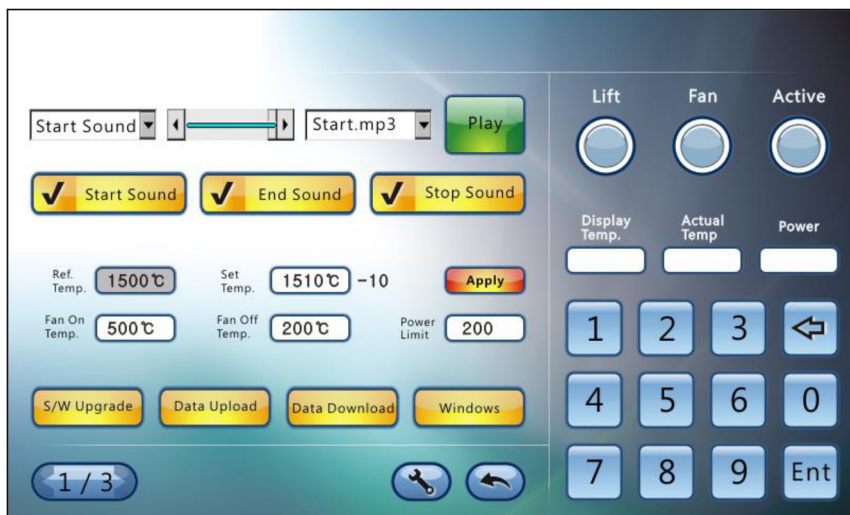 Start Sound
Start.mp3
Play
Start Sound
End Sound
Stop Sound
Ref.
Temp.
1500℃
Set
Temp.
1510℃
-10
Apply
Fan On
Temp.
500℃
Fan Off
Temp.
200℃
Power
Limit
200
S/W Upgrade
Data Upload
Data Download
Windows
1 / 3
Lift
Fan
Active
Display
Temp.
Actual
Temp
Power
1
2
3
4
5
6
0
7
8
9
Ent